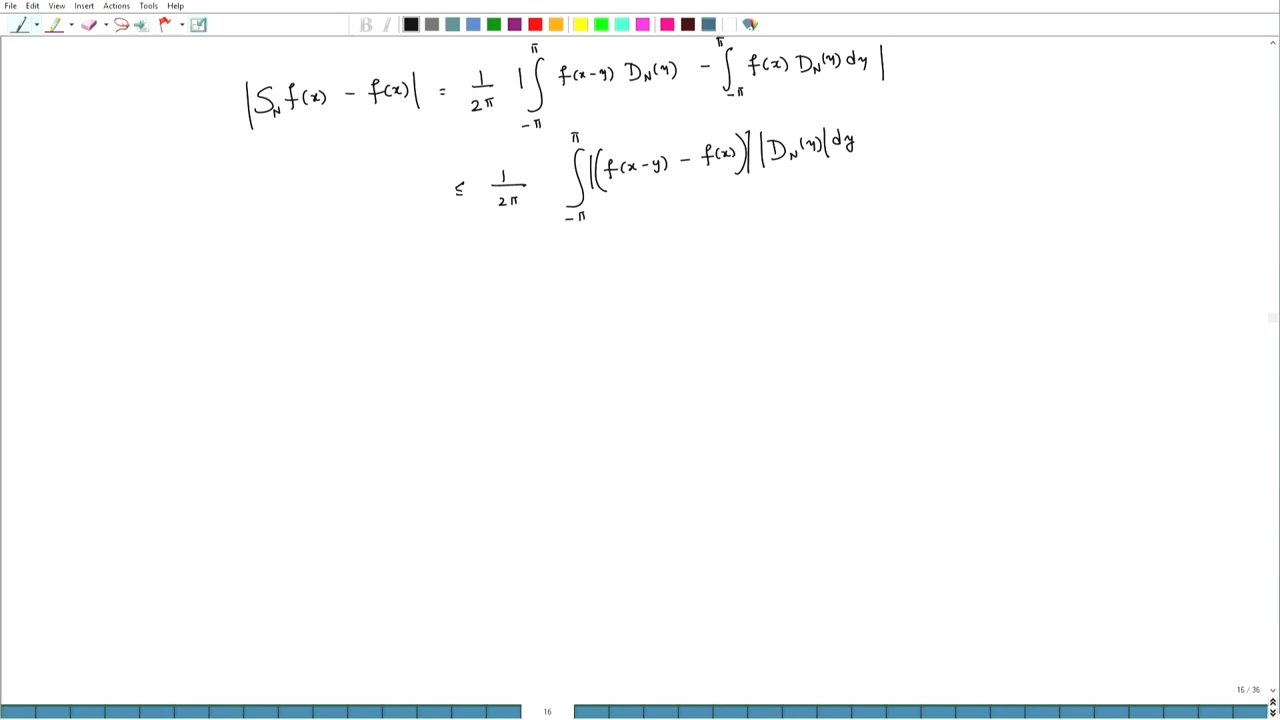 File Edit View Insert Actions Tools Help
B I
|S_N f(x) - f(x)| = 1/2π |∫_{-π}^{π} f(x-y) D_N(y) - ∫_{-π}^{π} f(x) D_N(y) dy|
≤ 1/2π ∫_{-π}^{π} |(f(x-y) - f(x))| |D_N(y)| dy
16 / 36
16